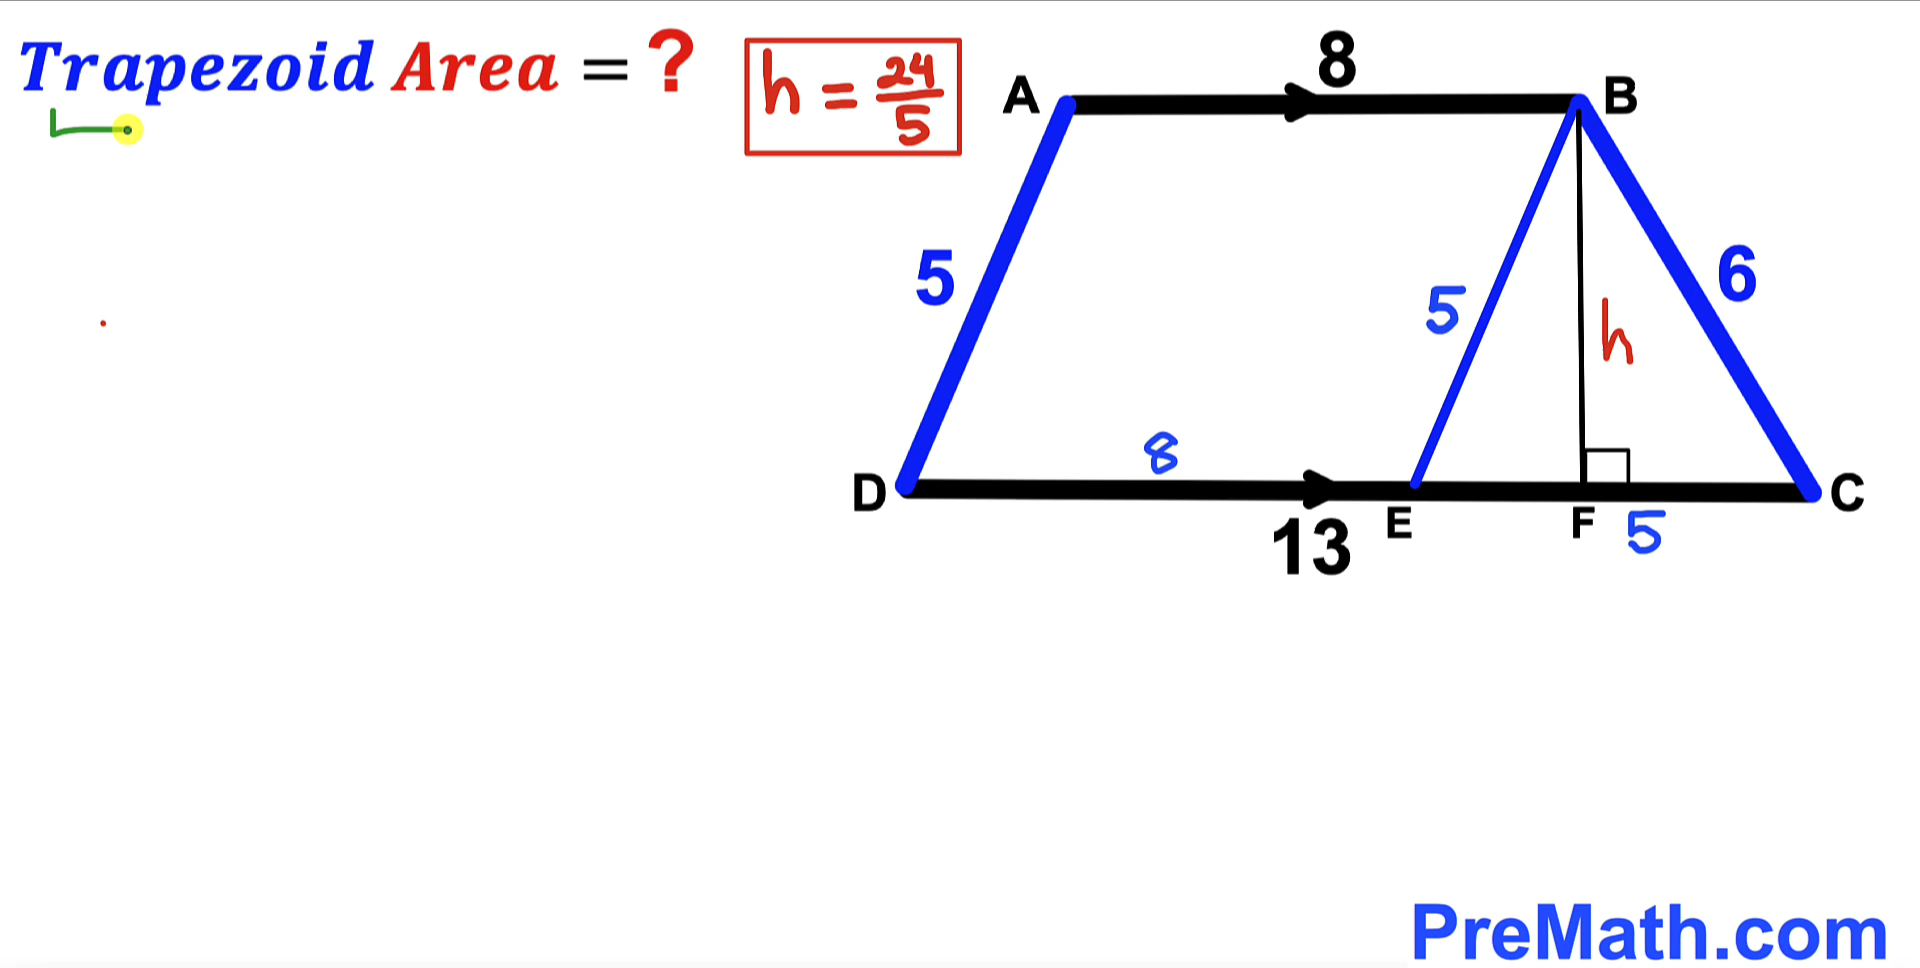 Trapezoid Area = ?
h = 24/5
A
8
B
5
5
h
6
8
D
13
E
F
5
C
PreMath.com